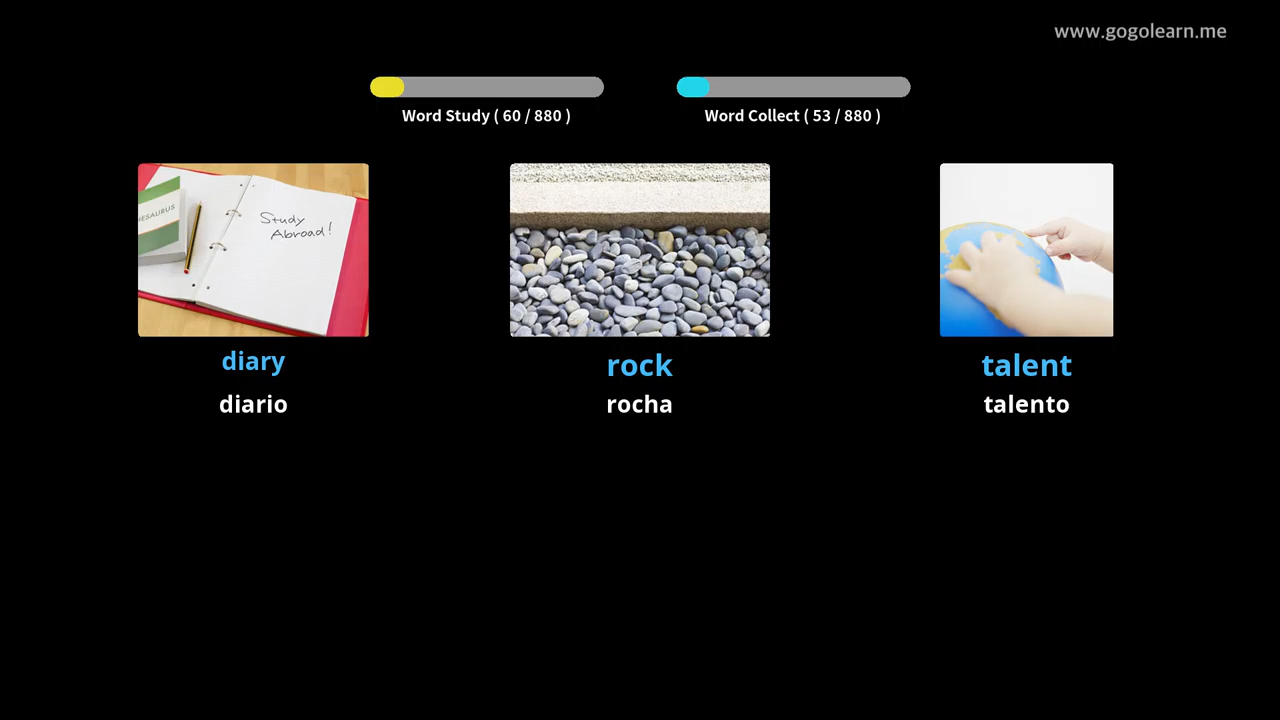 www.gogolearn.me
Word Study ( 60 / 880 )
Word Collect ( 53 / 880 )
HESAURUS
Study
Abroad!
diary
rock
talent
diario
rocha
talento